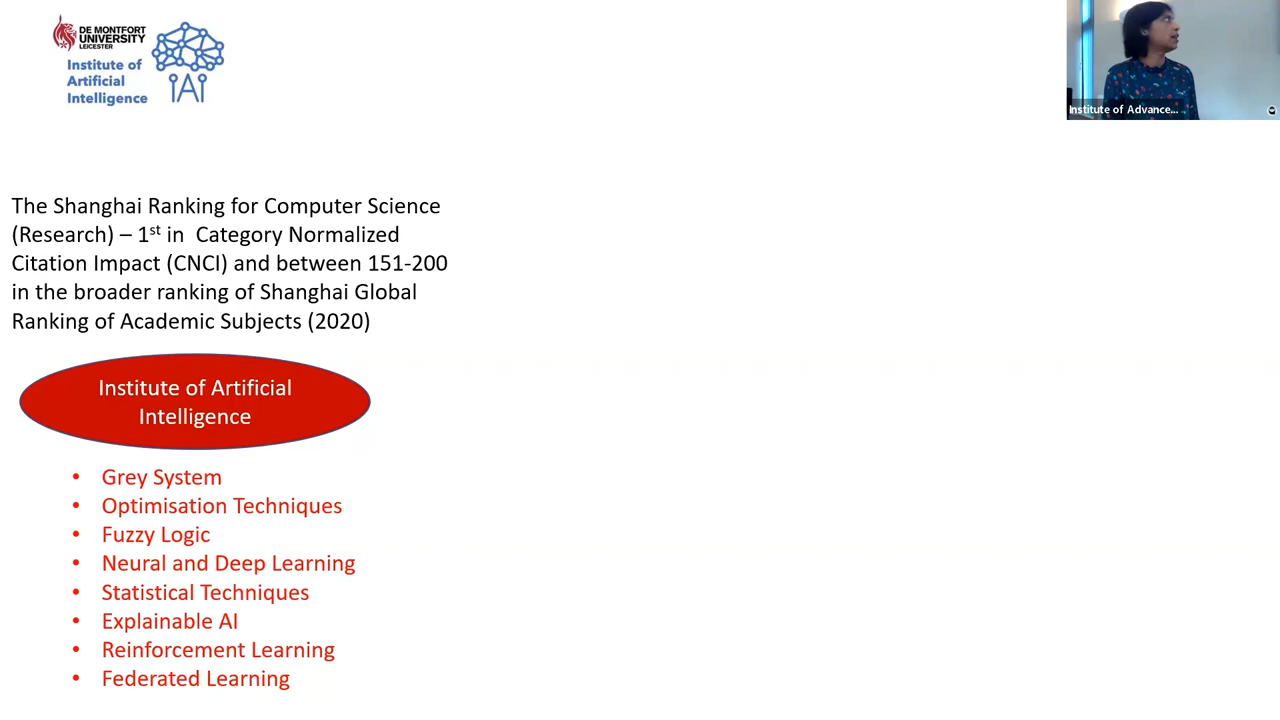 DE MONTFORT
UNIVERSITY
LEICESTER
Institute of
Artificial
Intelligence
IAI
Institute of Advance...
The Shanghai Ranking for Computer Science
(Research) – 1st in Category Normalized
Citation Impact (CNCI) and between 151-200
in the broader ranking of Shanghai Global
Ranking of Academic Subjects (2020)
Institute of Artificial
Intelligence
• Grey System
• Optimisation Techniques
• Fuzzy Logic
• Neural and Deep Learning
• Statistical Techniques
• Explainable AI
• Reinforcement Learning
• Federated Learning